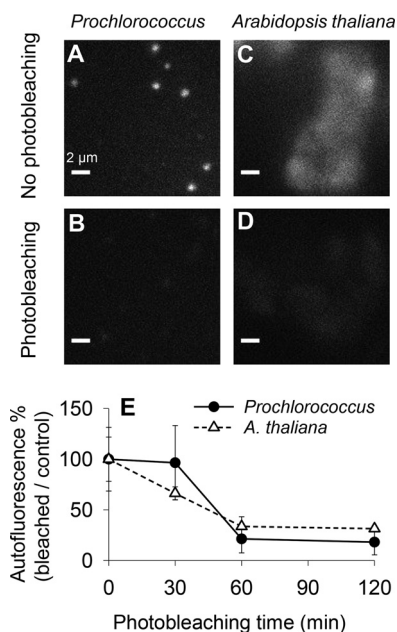 Prochlorococcus
Arabidopsis thaliana
No photobleaching
A
C
2 µm
Photobleaching
B
D
E
Prochlorococcus
A. thaliana
Autofluorescence %
(bleached / control)
150
100
50
0
0 30 60 90 120
Photobleaching time (min)